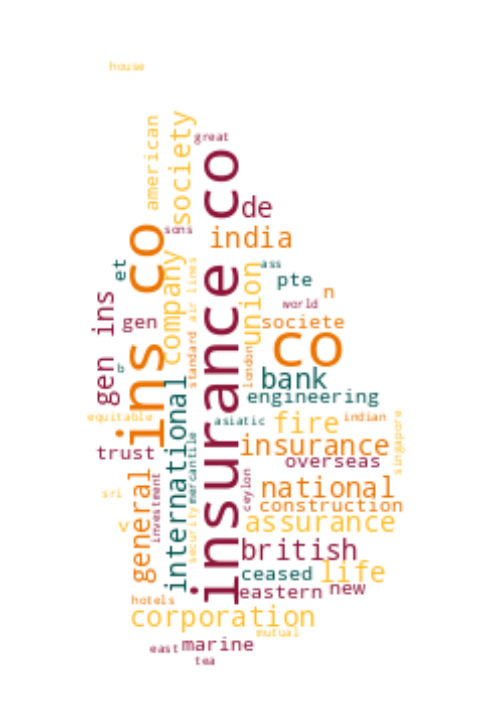 house
american
society
great
insurance co
de
sons
india
ins co
et
company
standard
air lines
union
ass
pte
n
world
gen ins
gen
societe
co
b
london
bank
engineering
equitable
international
asiatic
fire
indian
singapore
trust
mercantile
insurance
overseas
general
investment
ceylon
national
sri
security
construction
v
assurance
british
ceased
life
eastern
new
hotels
corporation
mutual
east
marine
tea